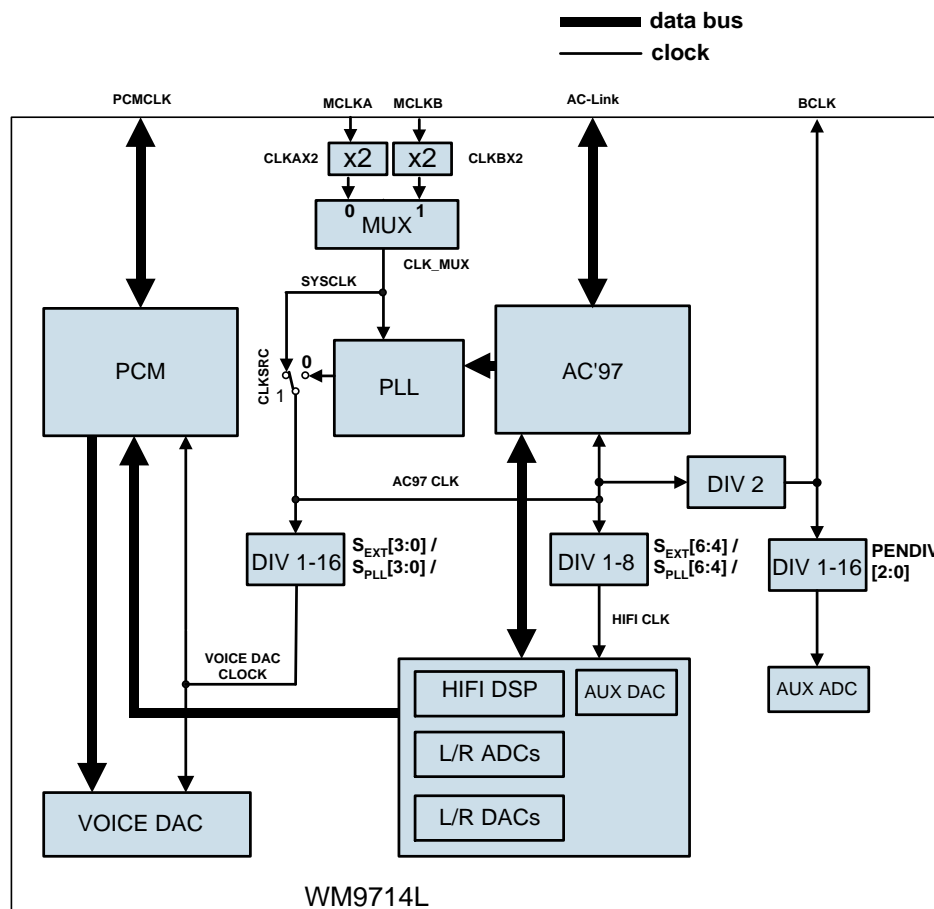 data bus
clock
PCMCLK
MCLKA
MCLKB
AC-Link
BCLK
CLKAX2
x2
x2
CLKBX2
0
1
MUX
CLK_MUX
SYSCLK
PCM
CLKSRC
0
1
PLL
AC'97
AC97 CLK
DIV 2
DIV 1-16
SEXT[3:0] /
SPLL[3:0] /
DIV 1-8
SEXT[6:4] /
SPLL[6:4] /
DIV 1-16
PENDIV
[2:0]
HIFI CLK
VOICE DAC
CLOCK
HIFI DSP
AUX DAC
AUX ADC
L/R ADCs
L/R DACs
VOICE DAC
WM9714L